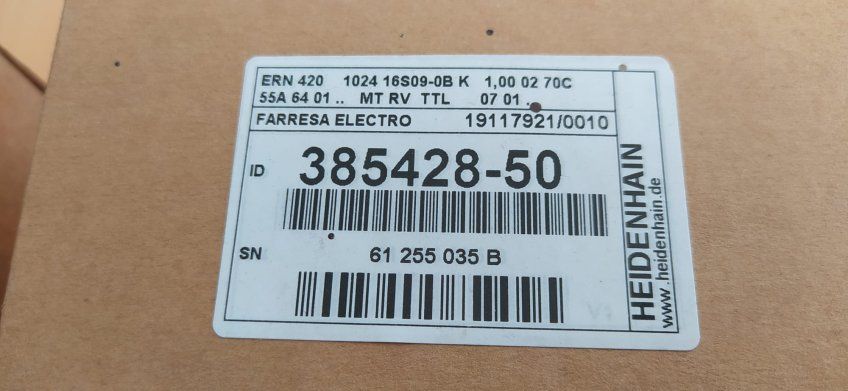 ERN 420 1024 16S09-0B K 1,00 02 70C
55A 64 01 .. MT RV TTL 07 01 ..
FARRESA ELECTRO 19117921/0010
ID 385428-50
SN 61 255 035 B
HEIDENHAIN
www.heidenhain.de
V1